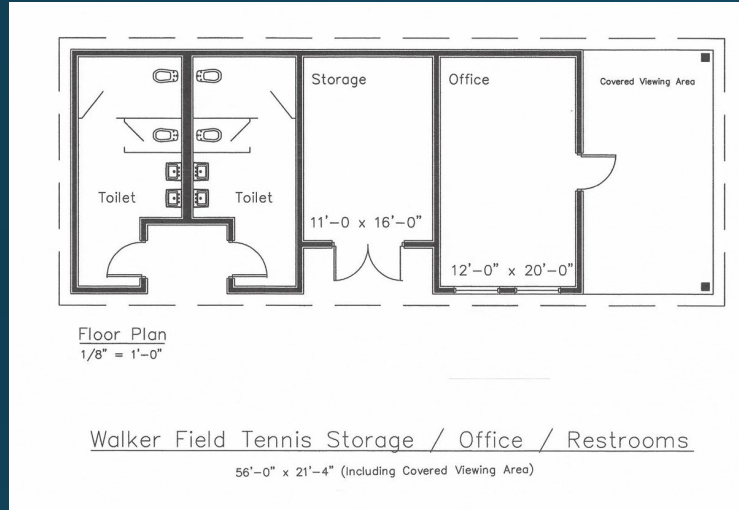 Storage
Office
Covered Viewing Area
Toilet
Toilet
11'-0 x 16'-0"
12'-0" x 20'-0"
Floor Plan
1/8" = 1'-0"
Walker Field Tennis Storage / Office / Restrooms
56'-0" x 21'-4" (Including Covered Viewing Area)